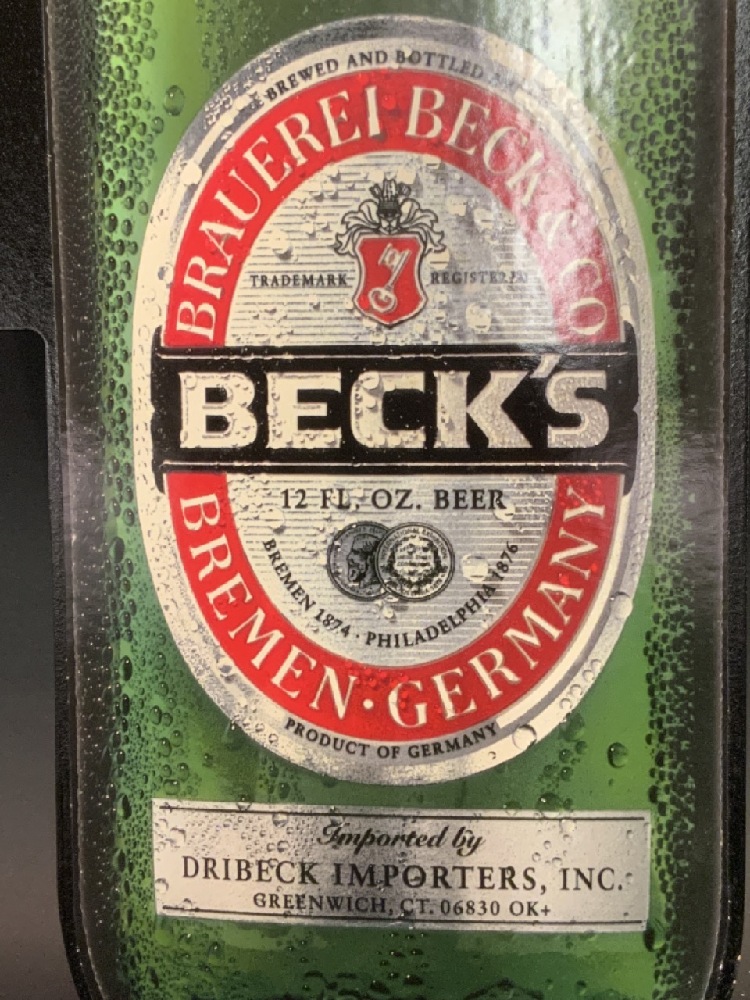 BREWED AND BOTTLED
BRAUEREI BECK & CO
TRADEMARK REGISTERED
BECK'S
12 FL. OZ. BEER
BREMEN 1874 · PHILADELPHIA 1876
BREMEN · GERMANY
PRODUCT OF GERMANY
Imported by
DRIBECK IMPORTERS, INC.
GREENWICH, CT. 06830 OK+